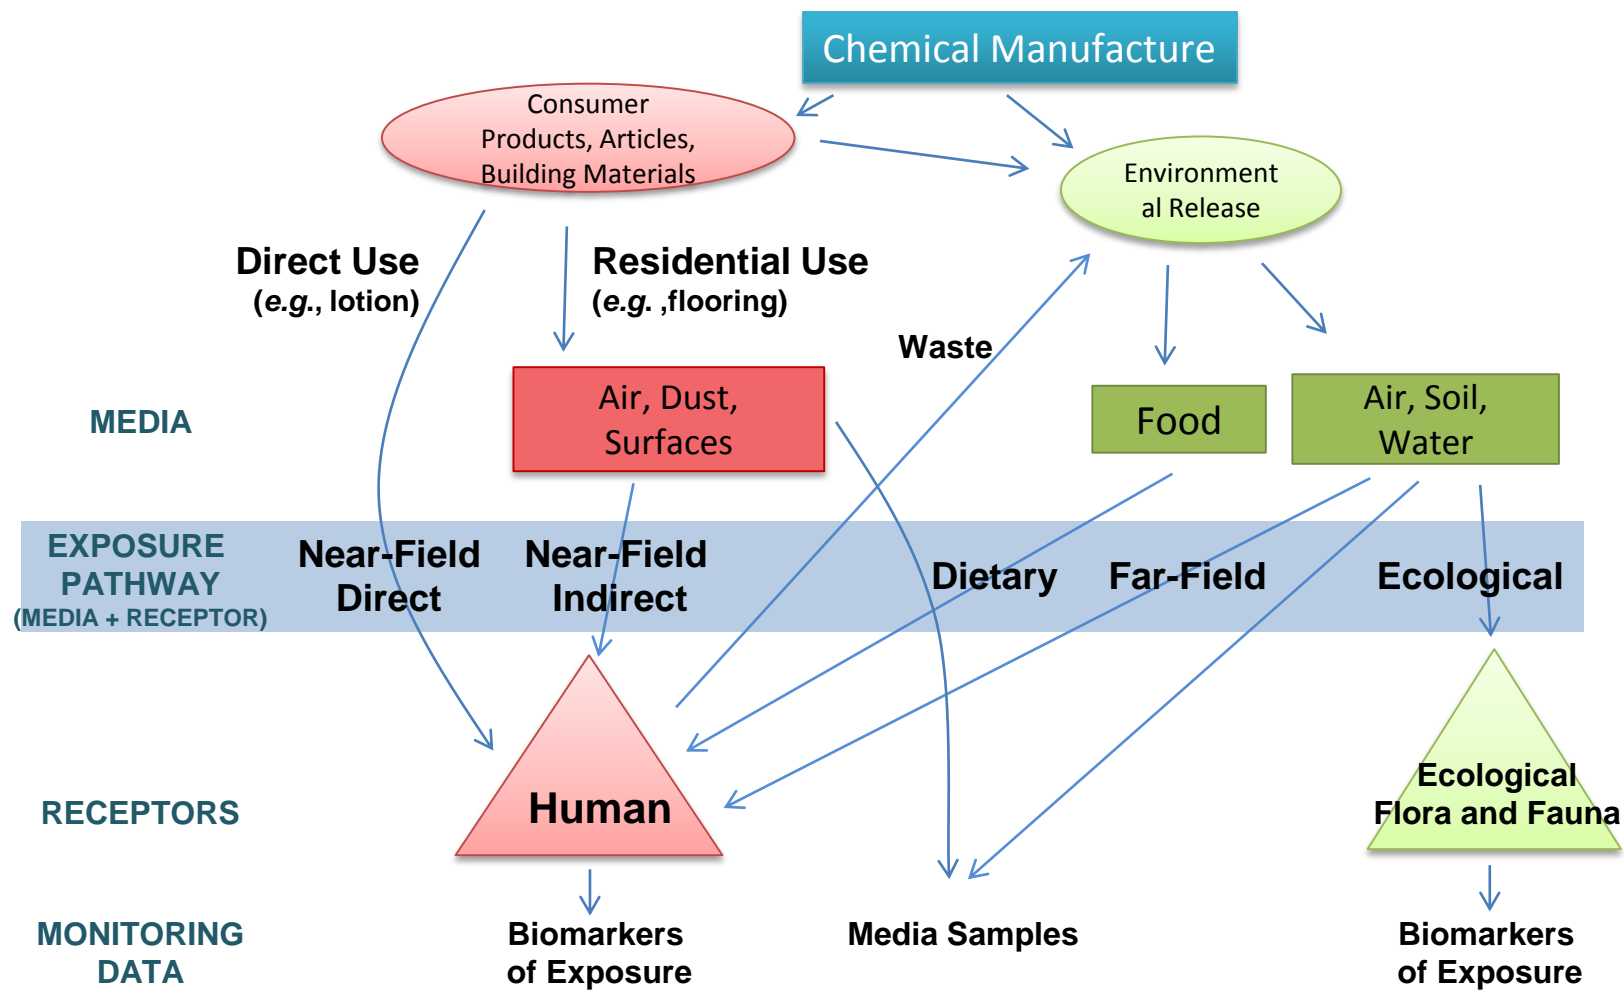 Chemical Manufacture
Consumer
Products, Articles,
Building Materials
Environment
al Release
Direct Use
(e.g., lotion)
Residential Use
(e.g. ,flooring)
Waste
MEDIA
Air, Dust,
Surfaces
Food
Air, Soil,
Water
EXPOSURE
PATHWAY
(MEDIA + RECEPTOR)
Near-Field
Direct
Near-Field
Indirect
Dietary
Far-Field
Ecological
RECEPTORS
Human
Ecological
Flora and Fauna
MONITORING
DATA
Biomarkers
of Exposure
Media Samples
Biomarkers
of Exposure